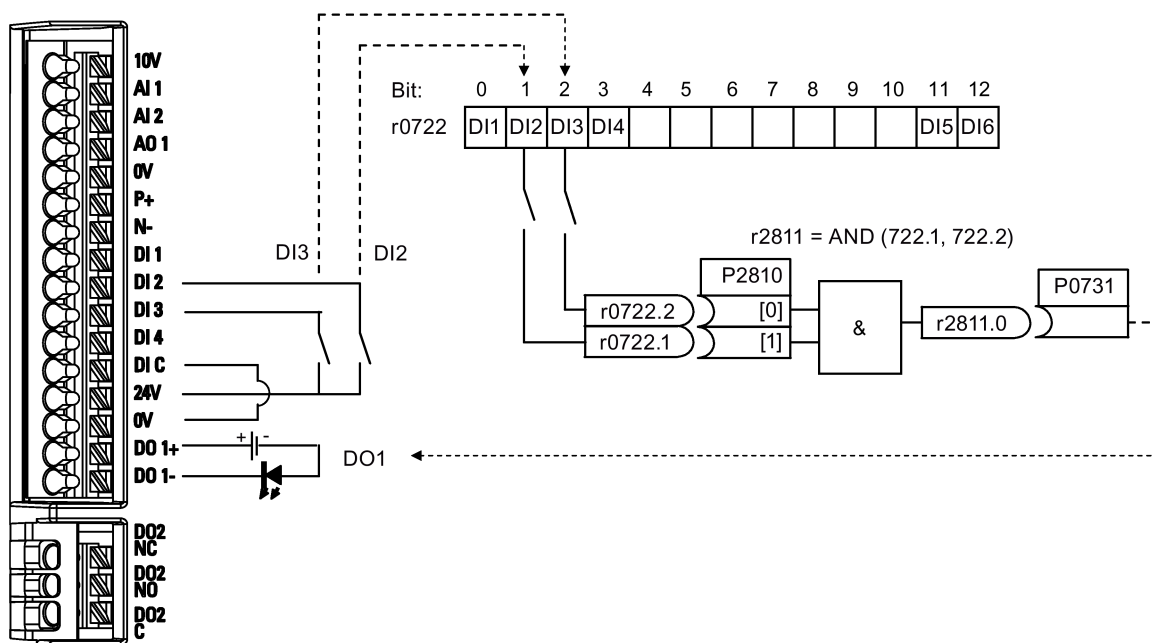 10V
AI 1
AI 2
AO 1
0V
P+
N-
DI 1
DI 2
DI 3
DI 4
DI C
24V
0V
DO 1+
DO 1-
DO2
NC
DO2
NO
DO2
C
DI3 DI2
+ -
DO1
Bit: 0 1 2 3 4 5 6 7 8 9 10 11 12
r0722 DI1 DI2 DI3 DI4 DI5 DI6
r2811 = AND (722.1, 722.2)
P2810
r0722.2 [0]
r0722.1 [1]
&
r2811.0
P0731